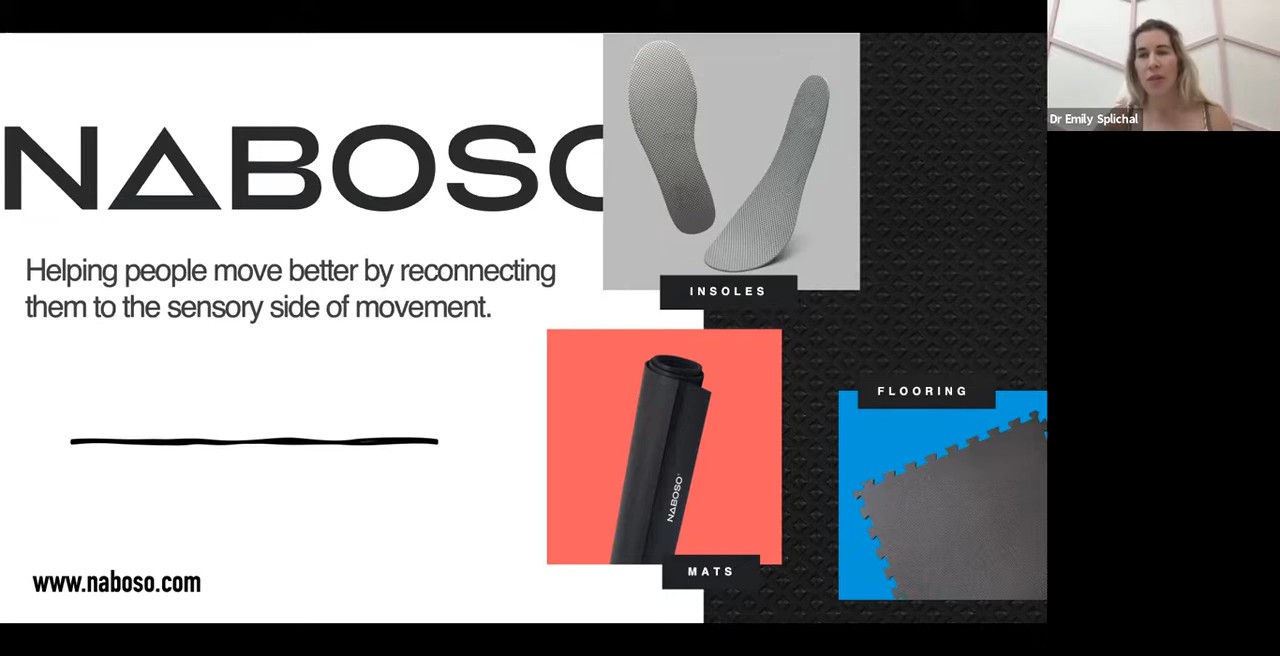 NABOSO
Helping people move better by reconnecting
them to the sensory side of movement.
www.naboso.com
INSOLES
NABOSO
MATS
FLOORING
Dr Emily Splichal